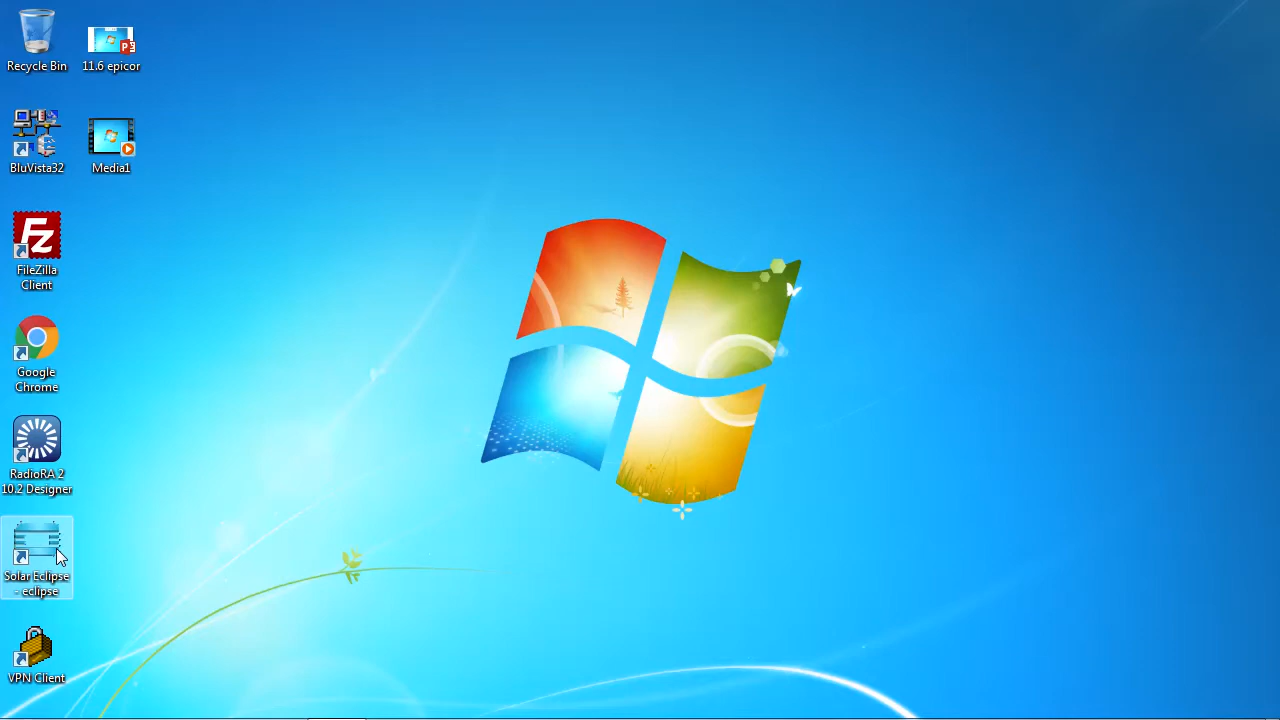 Recycle Bin
11.6 epicor
BluVista32
Media1
FileZilla
Client
Google
Chrome
RadioRA 2
10.2 Designer
Solar Eclipse
- eclipse
VPN Client